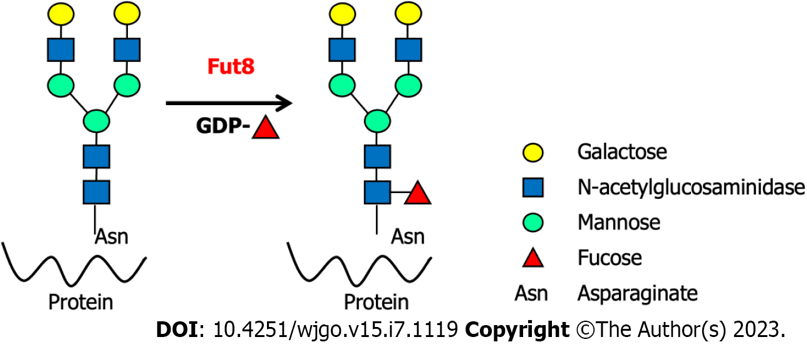 Fut8
GDP-
Asn
Protein
Asn
Protein
Galactose
N-acetylglucosaminidase
Mannose
Fucose
Asn Asparaginate
DOI: 10.4251/wjgo.v15.i7.1119 Copyright ©The Author(s) 2023.